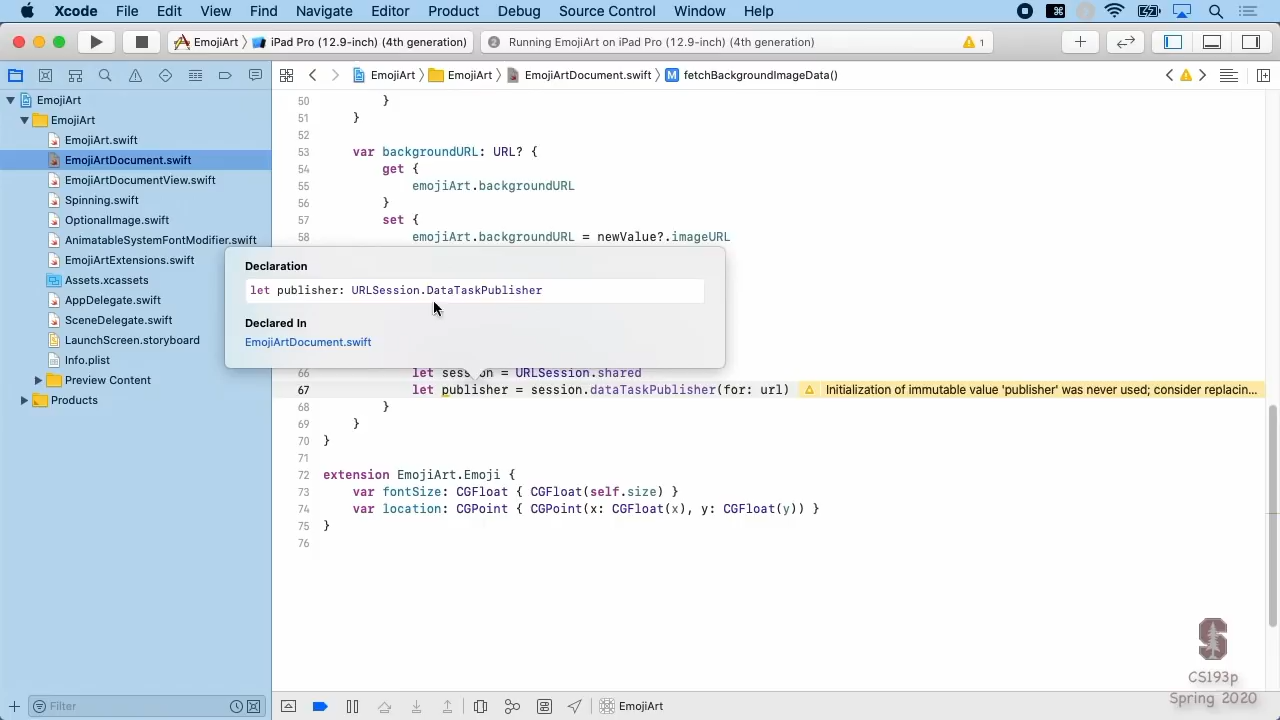 Xcode File Edit View Find Navigate Editor Product Debug Source Control Window Help
EmojiArt iPad Pro (12.9-inch) (4th generation)
2 Running EmojiArt on iPad Pro (12.9-inch) (4th generation) 1
EmojiArt EmojiArt EmojiArtDocument.swift M fetchBackgroundImageData()
EmojiArt
EmojiArt
EmojiArt.swift
EmojiArtDocument.swift
EmojiArtDocumentView.swift
Spinning.swift
OptionalImage.swift
AnimatableSystemFontModifier.swift
EmojiArtExtensions.swift
Assets.xcassets
AppDelegate.swift
SceneDelegate.swift
LaunchScreen.storyboard
Info.plist
Preview Content
Products
Filter
50 }
51 }
52
53 var backgroundURL: URL? {
54 get {
55 emojiArt.backgroundURL
56 }
57 set {
58 emojiArt.backgroundURL = newValue?.imageURL
Declaration
let publisher: URLSession.DataTaskPublisher
Declared In
EmojiArtDocument.swift
66 let session = URLSession.shared
67 let publisher = session.dataTaskPublisher(for: url) Initialization of immutable value 'publisher' was never used; consider replacin...
68 }
69 }
70 }
71
72 extension EmojiArt.Emoji {
73 var fontSize: CGFloat { CGFloat(self.size) }
74 var location: CGPoint { CGPoint(x: CGFloat(x), y: CGFloat(y)) }
75 }
76
EmojiArt
CS193p
Spring 2020